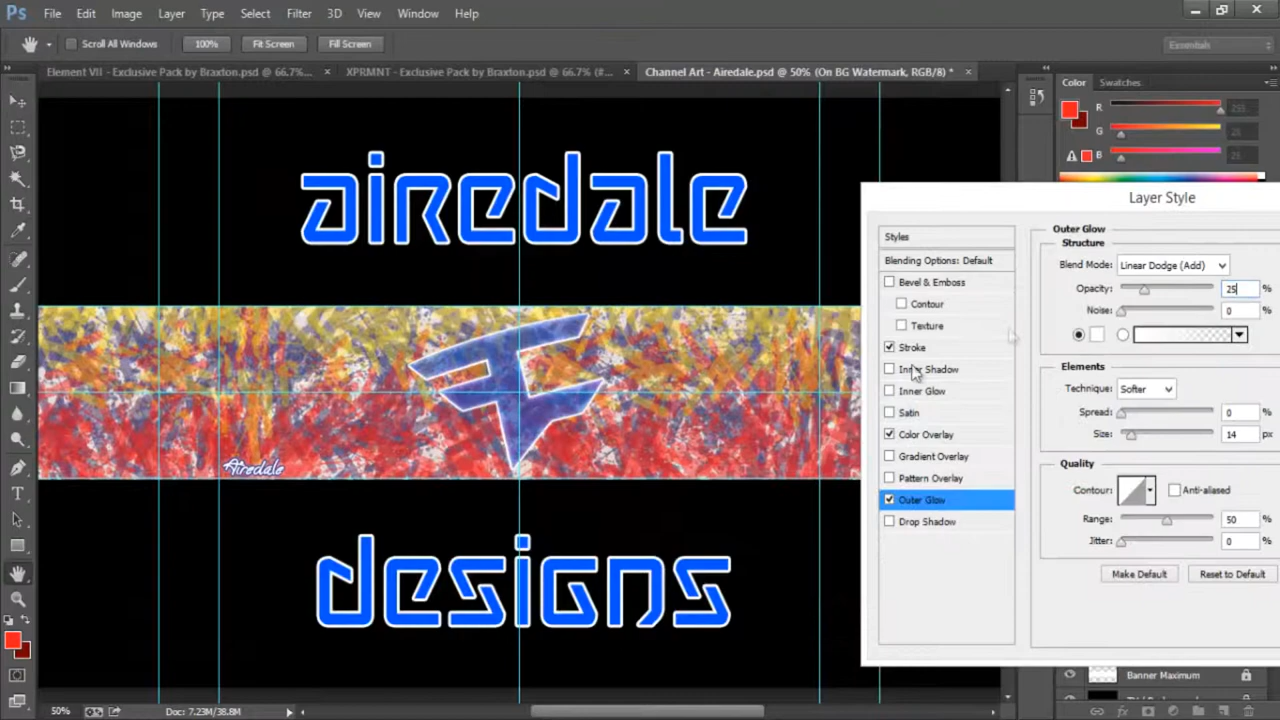 Ps File Edit Image Layer Type Select Filter 3D View Window Help
Scroll All Windows 100% Fit Screen Fill Screen Essentials
Element VII - Exclusive Pack by Braxton.psd @ 66.7%... × XPRMNT - Exclusive Pack by Braxton.psd @ 66.7% (#... × Channel Art - Airedale.psd @ 50% (On BG Watermark, RGB/8) * ×
Color Swatches
R 255
G 25
B 25
airedale
Layer Style
Styles
Blending Options: Default
Bevel & Emboss
Contour
Texture
Stroke
Inner Shadow
Inner Glow
Satin
Color Overlay
Gradient Overlay
Pattern Overlay
Outer Glow
Drop Shadow
Outer Glow
Structure
Blend Mode: Linear Dodge (Add)
Opacity: 25 %
Noise: 0 %
Elements
Technique: Softer
Spread: 0 %
Size: 14 px
Quality
Contour: Anti-aliased
Range: 50 %
Jitter: 0 %
Make Default Reset to Default
Airedale
designs
Banner Maximum
50% Doc: 7.23M/38.8M